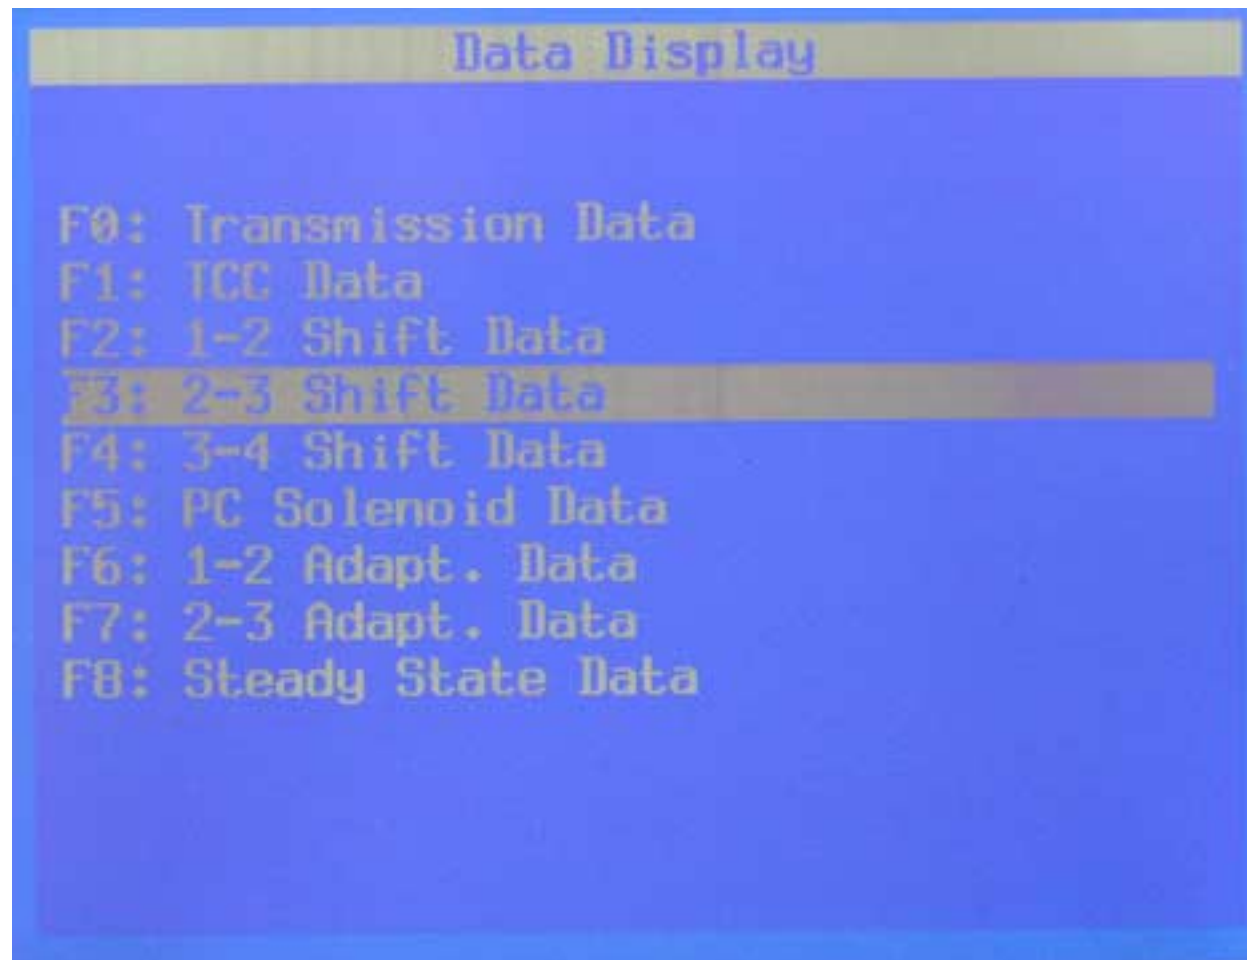 Data Display
F0: Transmission Data
F1: TCC Data
F2: 1-2 Shift Data
F3: 2-3 Shift Data
F4: 3-4 Shift Data
F5: PC Solenoid Data
F6: 1-2 Adapt. Data
F7: 2-3 Adapt. Data
F8: Steady State Data